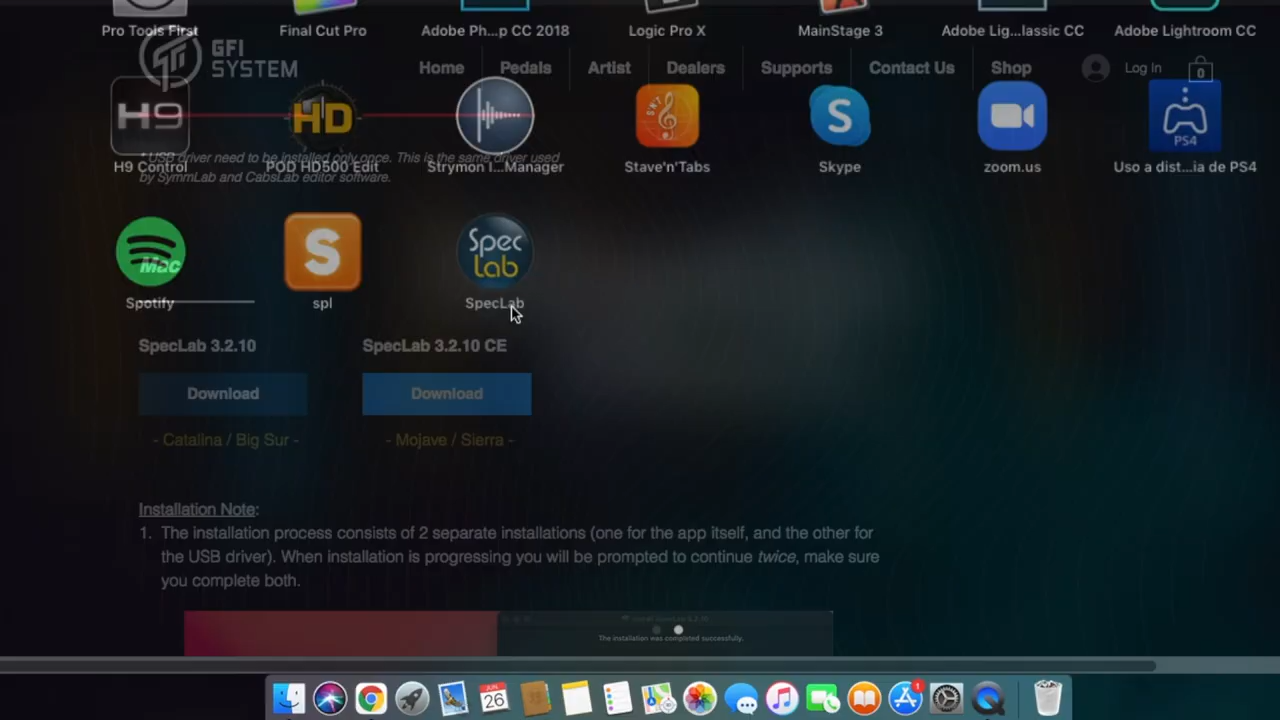 Pro Tools First
Final Cut Pro
Adobe Ph...p CC 2018
Logic Pro X
MainStage 3
Adobe Lig...lassic CC
Adobe Lightroom CC
GFI
SYSTEM
Home
Pedals
Artist
Dealers
Supports
Contact Us
Shop
Log In
0
H9
HD
S
PS4
* USB driver need to be installed only once. This is the same driver used
by SymmLab and CabsLab editor software.
H9 Control
POD HD500 Edit
Strymon I...Manager
Stave'n'Tabs
Skype
zoom.us
Uso a dist...ia de PS4
Mac
S
Spec
Lab
Spotify
spl
SpecLab
SpecLab 3.2.10
SpecLab 3.2.10 CE
Download
Download
- Catalina / Big Sur -
- Mojave / Sierra -
Installation Note:
1. The installation process consists of 2 separate installations (one for the app itself, and the other for
the USB driver). When installation is progressing you will be prompted to continue twice, make sure
you complete both.
The installation was completed successfully.
JUN
26
1